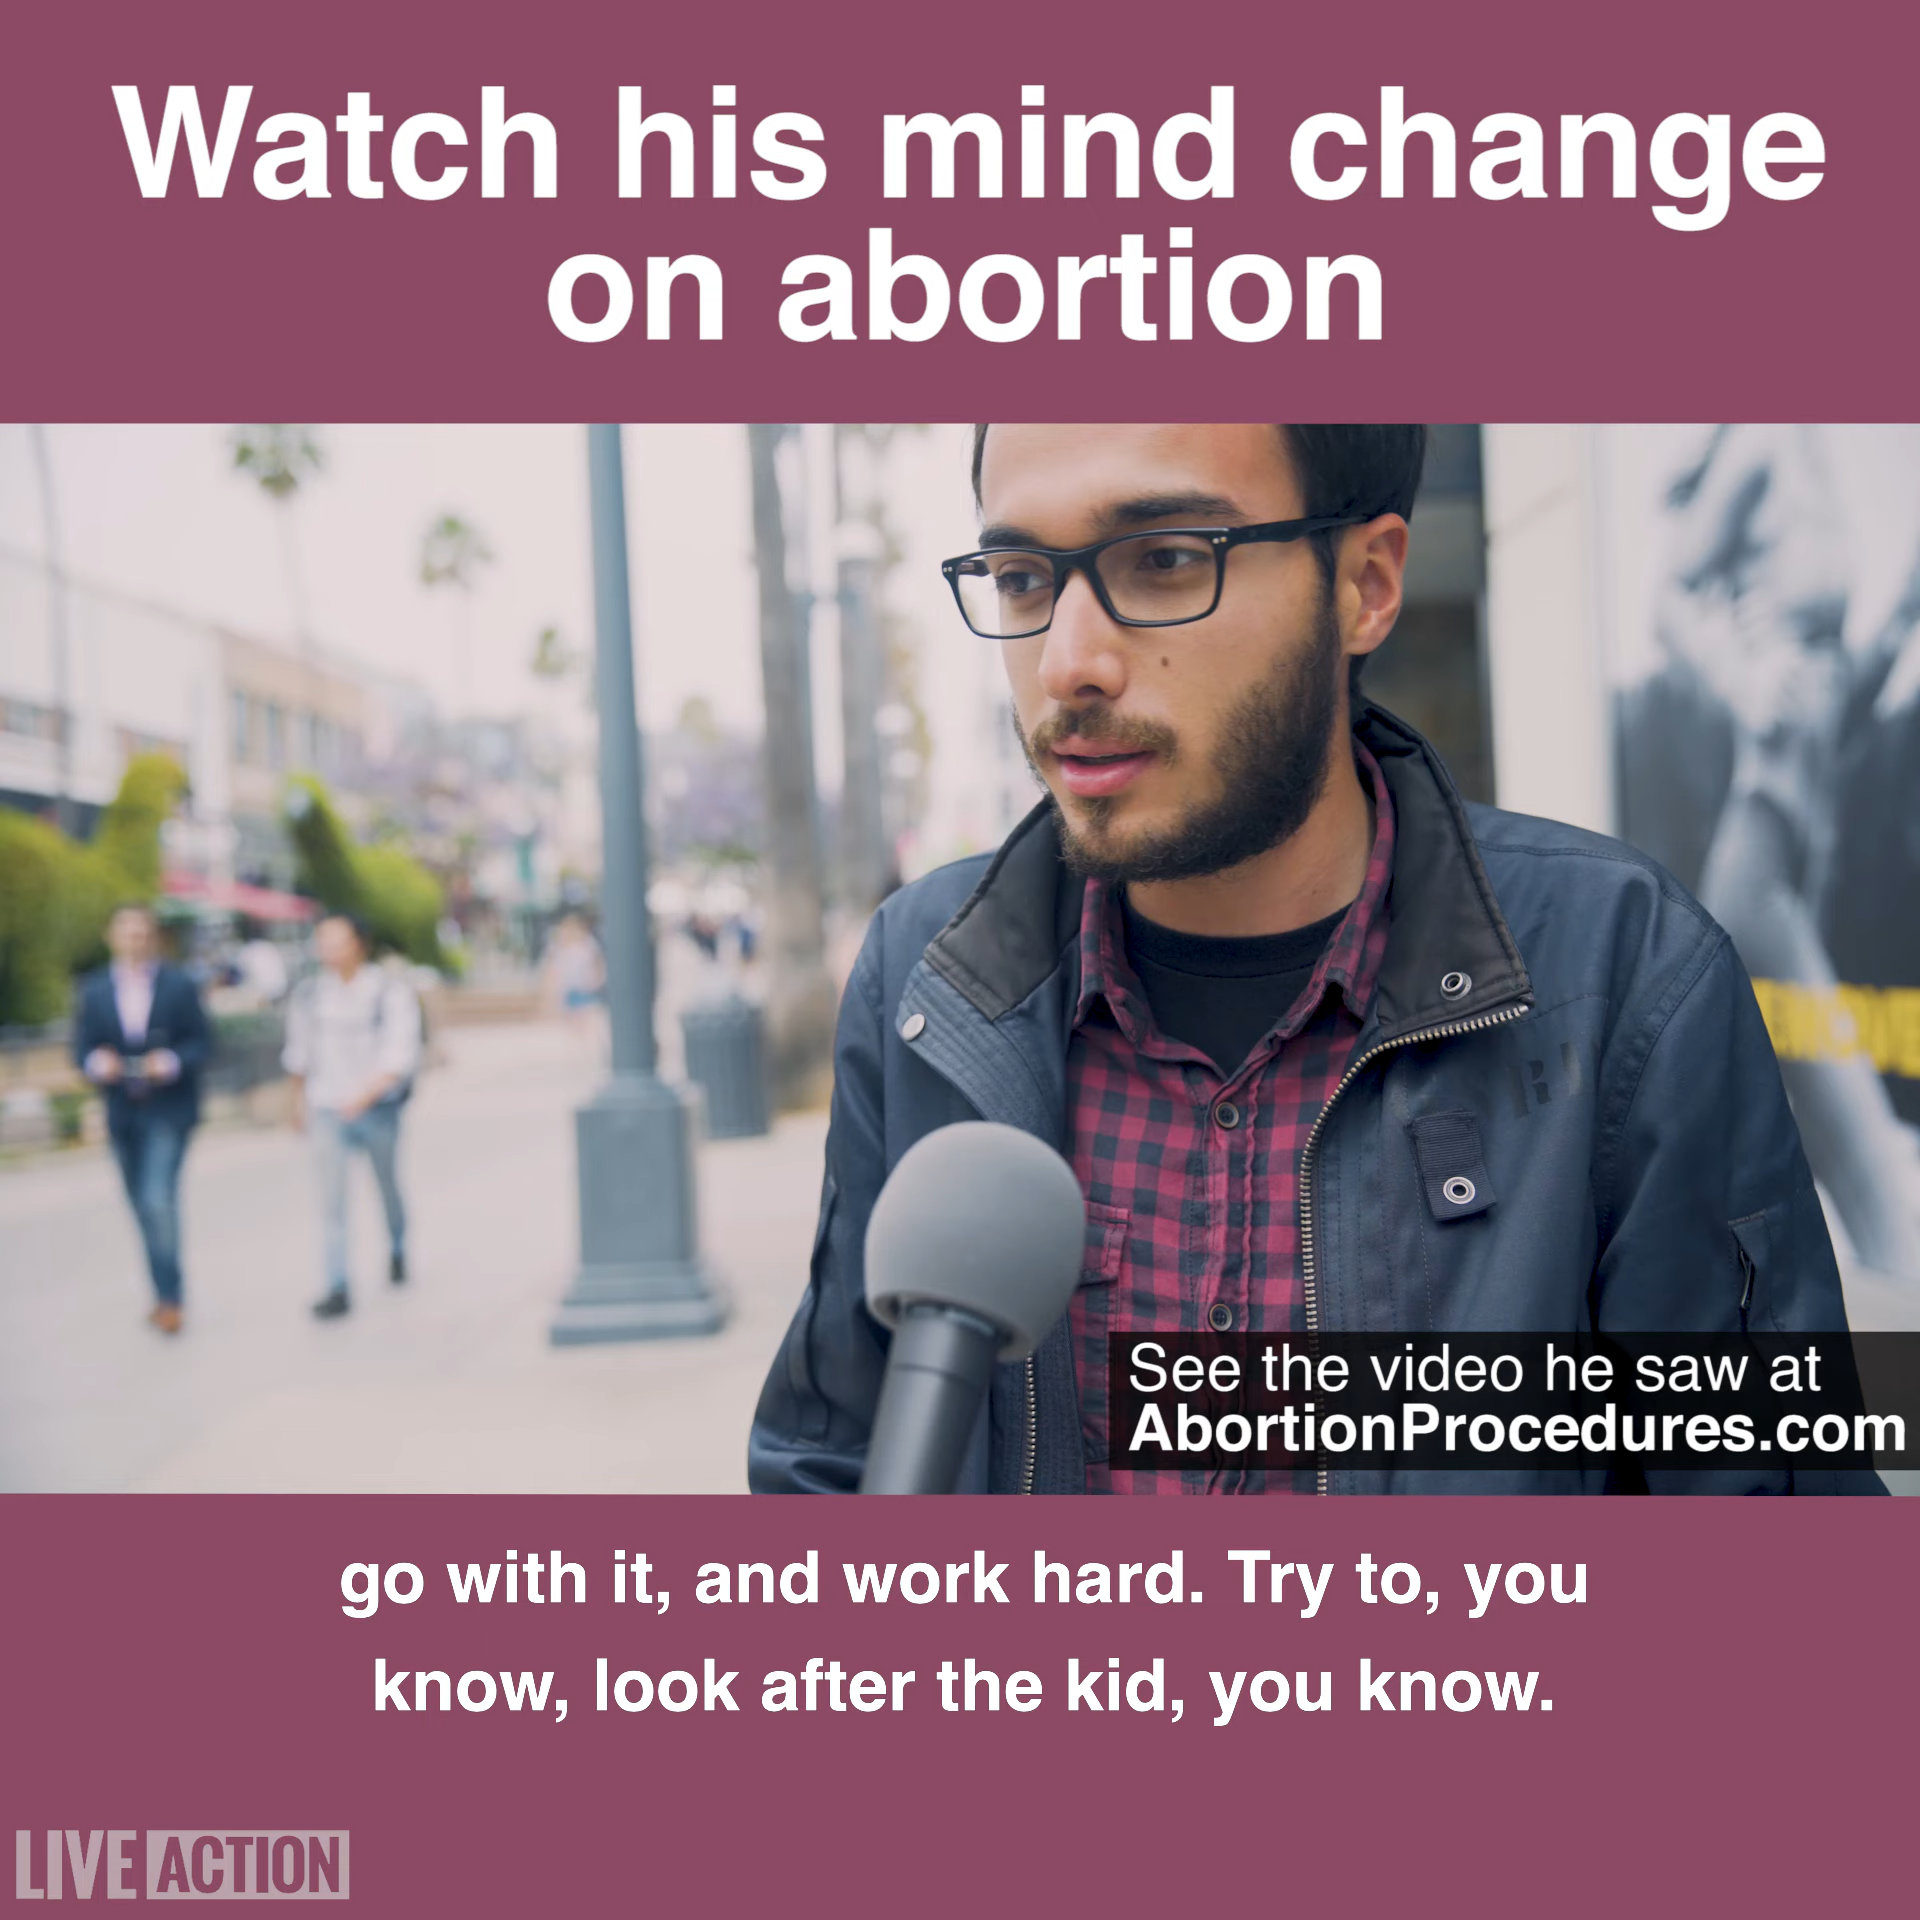 Watch his mind change
on abortion
See the video he saw at
AbortionProcedures.com
go with it, and work hard. Try to, you
know, look after the kid, you know.
LIVE ACTION